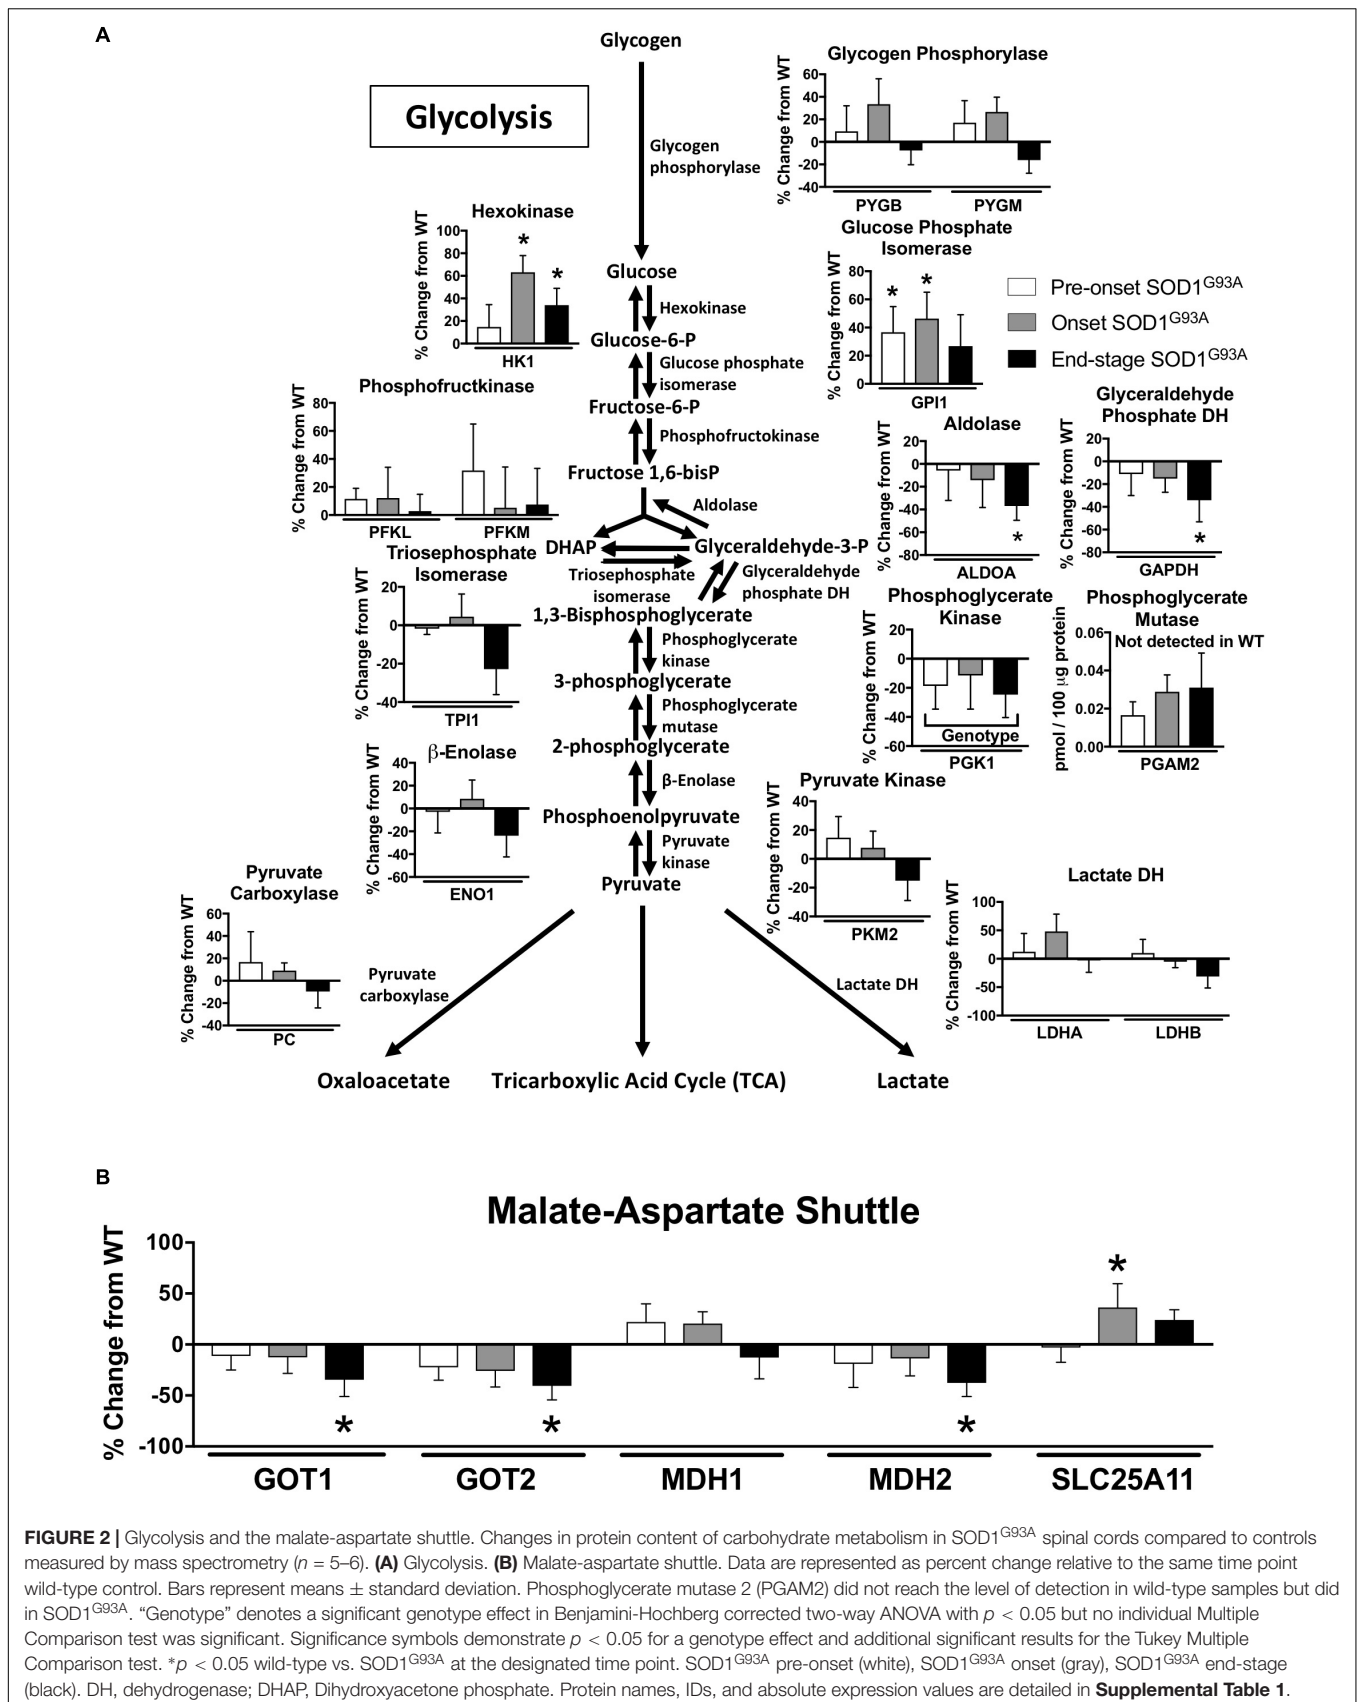 A
Glycogen
Glycolysis
Glycogen
phosphorylase
Glycogen Phosphorylase
% Change from WT
60
40
20
0
-20
-40
PYGB
PYGM
Hexokinase
% Change from WT
100
80
60
40
20
0
*
*
HK1
Glucose
Hexokinase
Glucose-6-P
Glucose phosphate
isomerase
Fructose-6-P
Phosphofructokinase
Fructose 1,6-bisP
Aldolase
DHAP
Glyceraldehyde-3-P
Triosephosphate
isomerase
Glyceraldehyde
phosphate DH
1,3-Bisphosphoglycerate
Phosphoglycerate
kinase
3-phosphoglycerate
Phosphoglycerate
mutase
2-phosphoglycerate
β-Enolase
Phosphoenolpyruvate
Pyruvate
kinase
Pyruvate
Glucose Phosphate
Isomerase
% Change from WT
80
60
40
20
0
*
*
GPI1
Pre-onset SOD1G93A
Onset SOD1G93A
End-stage SOD1G93A
Phosphofructkinase
% Change from WT
80
60
40
20
0
PFKL
PFKM
Aldolase
% Change from WT
20
0
-20
-40
-60
-80
*
ALDOA
Glyceraldehyde
Phosphate DH
% Change from WT
20
0
-20
-40
-60
-80
*
GAPDH
Triosephosphate
Isomerase
% Change from WT
20
0
-20
-40
TPI1
Phosphoglycerate
Kinase
% Change from WT
20
0
-20
-40
-60
Genotype
PGK1
Phosphoglycerate
Mutase
Not detected in WT
pmol / 100 µg protein
0.06
0.04
0.02
0.00
PGAM2
β-Enolase
% Change from WT
40
20
0
-20
-40
-60
ENO1
Pyruvate Kinase
% Change from WT
40
20
0
-20
-40
PKM2
Pyruvate
Carboxylase
% Change from WT
60
40
20
0
-20
-40
PC
Pyruvate
carboxylase
Lactate DH
Lactate DH
% Change from WT
100
50
0
-50
-100
LDHA
LDHB
Oxaloacetate
Tricarboxylic Acid Cycle (TCA)
Lactate
B
Malate-Aspartate Shuttle
% Change from WT
100
50
0
-50
-100
*
*
*
*
GOT1
GOT2
MDH1
MDH2
SLC25A11
FIGURE 2 | Glycolysis and the malate-aspartate shuttle. Changes in protein content of carbohydrate metabolism in SOD1G93A spinal cords compared to controls
measured by mass spectrometry (n = 5–6). (A) Glycolysis. (B) Malate-aspartate shuttle. Data are represented as percent change relative to the same time point
wild-type control. Bars represent means ± standard deviation. Phosphoglycerate mutase 2 (PGAM2) did not reach the level of detection in wild-type samples but did
in SOD1G93A. “Genotype” denotes a significant genotype effect in Benjamini-Hochberg corrected two-way ANOVA with p < 0.05 but no individual Multiple
Comparison test was significant. Significance symbols demonstrate p < 0.05 for a genotype effect and additional significant results for the Tukey Multiple
Comparison test. *p < 0.05 wild-type vs. SOD1G93A at the designated time point. SOD1G93A pre-onset (white), SOD1G93A onset (gray), SOD1G93A end-stage
(black). DH, dehydrogenase; DHAP, Dihydroxyacetone phosphate. Protein names, IDs, and absolute expression values are detailed in Supplemental Table 1.